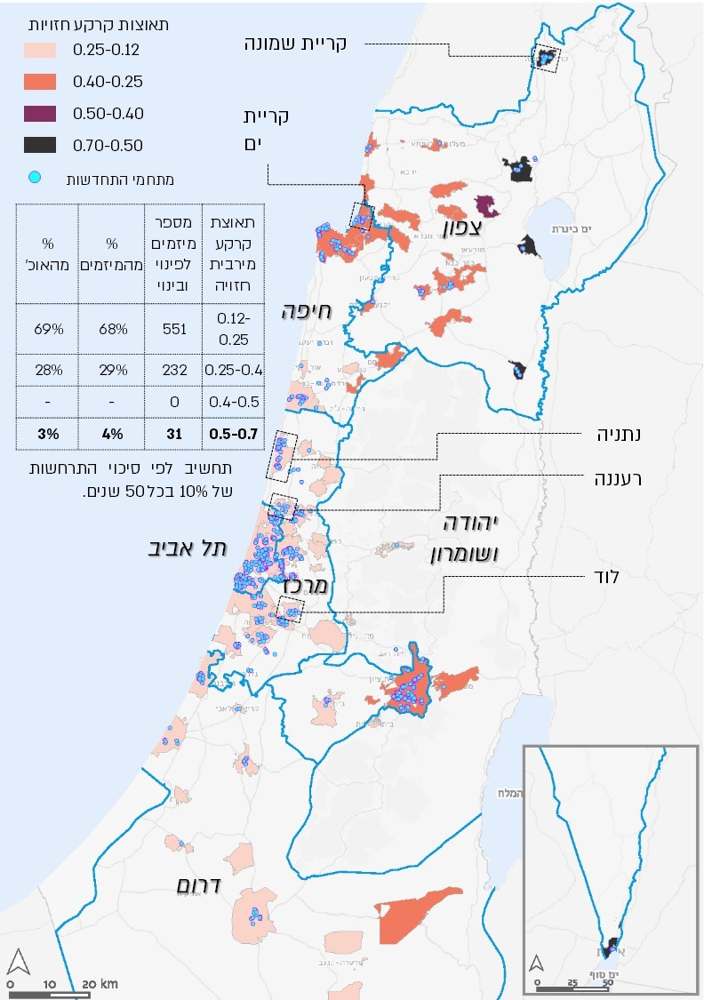 תאוצות קרקע חזויות
0.25-0.12
0.40-0.25
0.50-0.40
0.70-0.50
מתחמי התחדשות
תאוצת קרקע מירבית חזויה | מספר מיזמים לפינוי ובינוי | % מהמיזמים | % מהאוכ'
0.12-0.25 | 551 | 68% | 69%
0.25-0.4 | 232 | 29% | 28%
0.4-0.5 | 0 | - | -
0.5-0.7 | 31 | 4% | 3%
תחשיב לפי סיכוי התרחשות
של 10% בכל 50 שנים.
קריית שמונה
קריית
ים
ים כינרת
צפון
חיפה
נתניה
רעננה
יהודה
ושומרון
תל אביב
מרכז
לוד
המלח
דרום
ים סוף
0 10 20 km
0 25 50